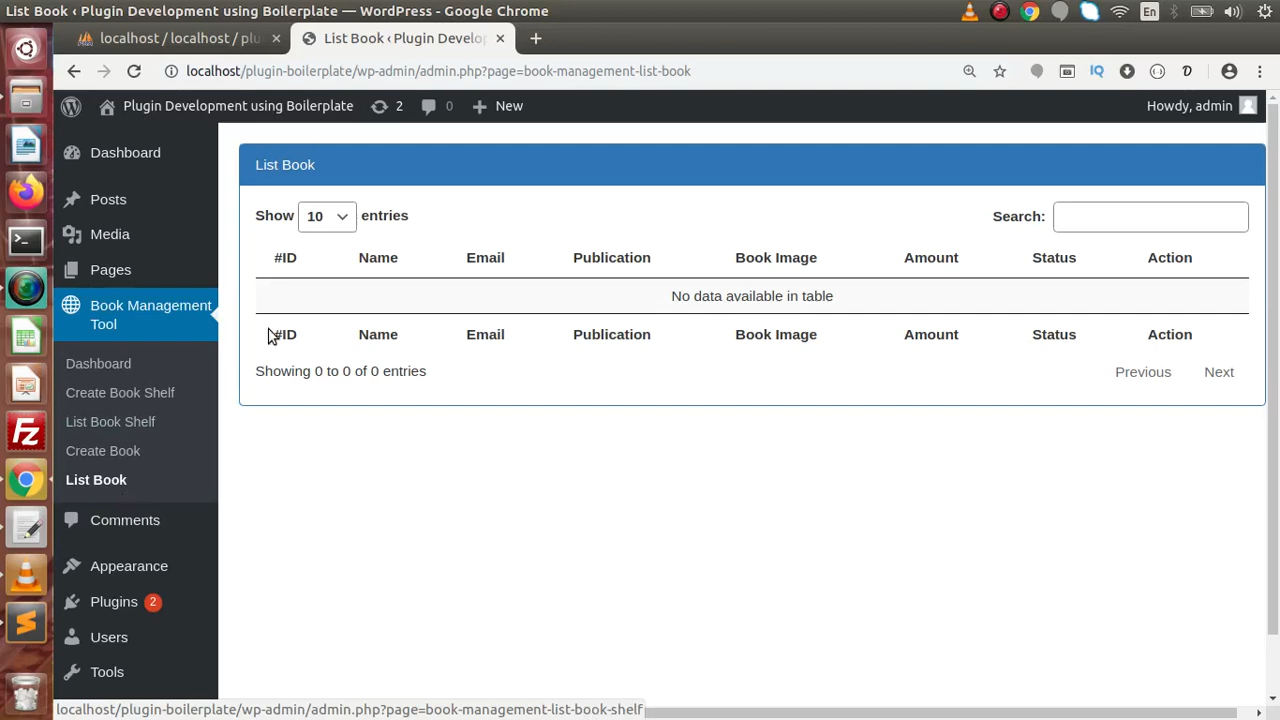 List Book ‹ Plugin Development using Boilerplate — WordPress - Google Chrome
En
localhost / localhost / plu
List Book ‹ Plugin Develo
localhost/plugin-boilerplate/wp-admin/admin.php?page=book-management-list-book
IQ
Plugin Development using Boilerplate
2
0
New
Howdy, admin
Dashboard
Posts
Media
Pages
Book Management
Tool
Dashboard
Create Book Shelf
List Book Shelf
Create Book
List Book
Comments
Appearance
Plugins 2
Users
Tools
List Book
Show 10 entries
Search:
#ID Name Email Publication Book Image Amount Status Action
No data available in table
#ID Name Email Publication Book Image Amount Status Action
Showing 0 to 0 of 0 entries
Previous Next
localhost/plugin-boilerplate/wp-admin/admin.php?page=book-management-list-book-shelf